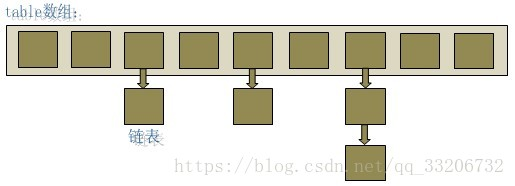 table数组:
链表
https://blog.csdn.net/qq_33206732